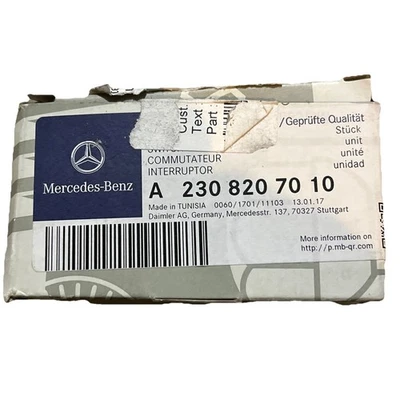 Cust.
Text
Part
/Geprüfte Qualität
Stück
unit
unité
unidad
COMMUTATEUR
INTERRUPTOR
Mercedes-Benz
A 230 820 70 10
Made in TUNISIA 0060/1701/11103 13.01.17
Daimler AG, Germany, Mercedesstr. 137, 70327 Stuttgart
More information on
http://p.mb-qr.com